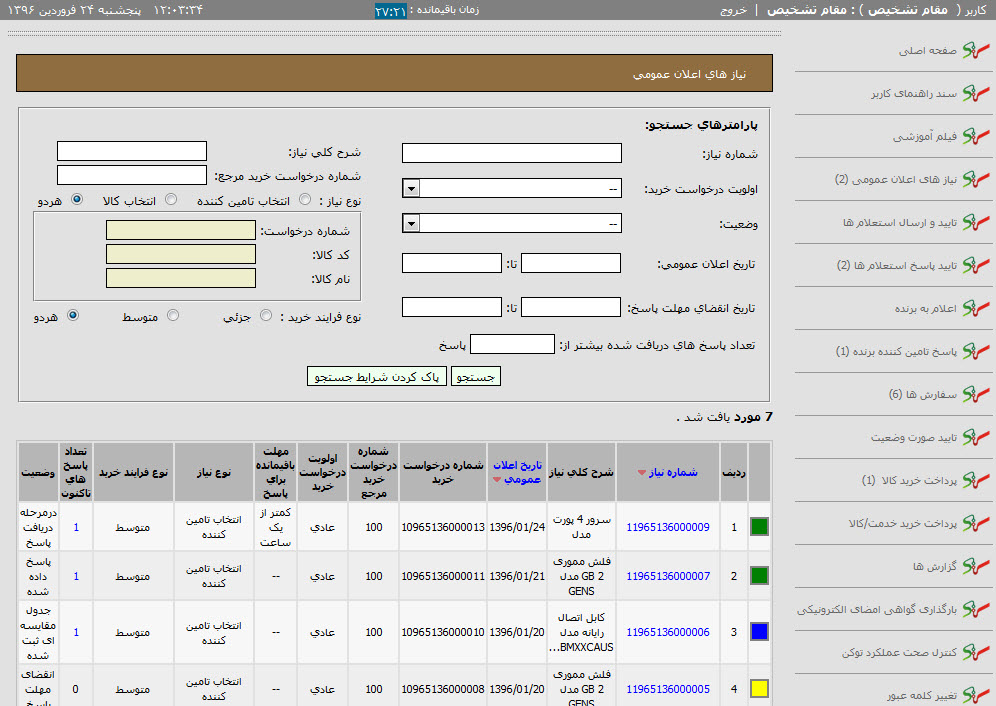 کاربر ( مقام تشخیص ) : مقام تشخیص | خروج
زمان باقیمانده : ۲۷:۲۱
۱۲:۰۳:۳۴ پنجشنبه ۲۴ فروردین ۱۳۹۶
صفحه اصلی
سند راهنمای کاربر
فیلم آموزشی
نیاز های اعلان عمومی (2)
تایید و ارسال استعلام ها
تایید پاسخ استعلام ها (2)
اعلام به برنده
پاسخ تامین کننده برنده (1)
سفارش ها (6)
تایید صورت وضعیت
پرداخت خرید کالا (1)
پرداخت خرید خدمت/کالا
گزارش ها
بارگذاری گواهی امضای الکترونیکی
کنترل صحت عملکرد توکن
تغییر کلمه عبور
نیاز هاي اعلان عمومي
پارامترهاي جستجو:
شماره نیاز:
شرح کلي نیاز:
شماره درخواست خرید مرجع:
اولویت درخواست خرید: --
نوع نیاز : انتخاب تامین کننده انتخاب کالا هردو
وضعیت: --
شماره درخواست:
کد کالا:
نام کالا:
تاریخ اعلان عمومي: تا:
تاریخ انقضاي مهلت پاسخ: تا:
نوع فرایند خرید : جزئي متوسط هردو
تعداد پاسخ هاي دریافت شده بیشتر از: پاسخ
جستجو پاک کردن شرایط جستجو
7 مورد یافت شد .
ردیف شماره نیاز شرح کلي نیاز تاریخ اعلان عمومي شماره درخواست خرید شماره درخواست مرجع اولویت درخواست خرید مهلت باقیمانده براي پاسخ نوع نیاز نوع فرایند خرید تعداد پاسخ هاي تاکنون وضعیت
1 11965136000009 سرور 4 پورت مدل 1396/01/24 10965136000013 100 عادي کمتر از یک ساعت انتخاب تامین کننده متوسط 1 درمرحله دریافت پاسخ
2 11965136000007 فلش مموری 2 GB مدل GENS 1396/01/21 10965136000011 100 عادي -- انتخاب تامین کننده متوسط 1 پاسخ داده شده
3 11965136000006 کابل اتصال رایانه مدل BMXXCAUS... 1396/01/20 10965136000010 100 عادي -- انتخاب تامین کننده متوسط 1 جدول مقایسه ای ثبت شده
4 11965136000005 فلش مموری 2 GB مدل GENS 1396/01/20 10965136000008 100 عادي -- انتخاب تامین کننده متوسط 0 انقضای مهلت پاسخ